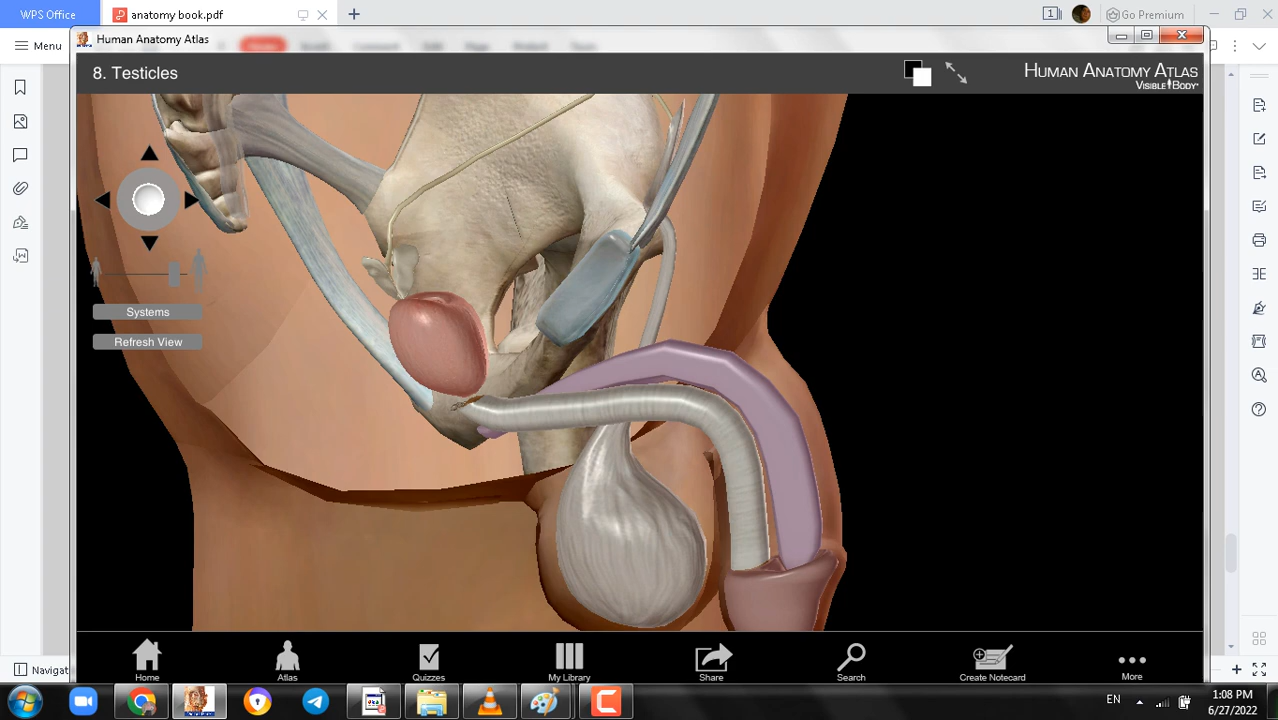 WPS Office
anatomy book.pdf
1
Go Premium
Menu
Human Anatomy Atlas
8. Testicles
HUMAN ANATOMY ATLAS
VISIBLE BODY
Systems
Refresh View
Navigat
Home
Atlas
Quizzes
My Library
Share
Search
Create Notecard
More
EN
1:08 PM
6/27/2022